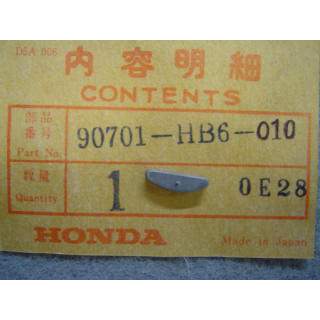 DSA 806
内容明細
CONTENTS
部品番号 Part No. 90701-HB6-010
数量 Quantity 1 0E28
HONDA Made in Japan